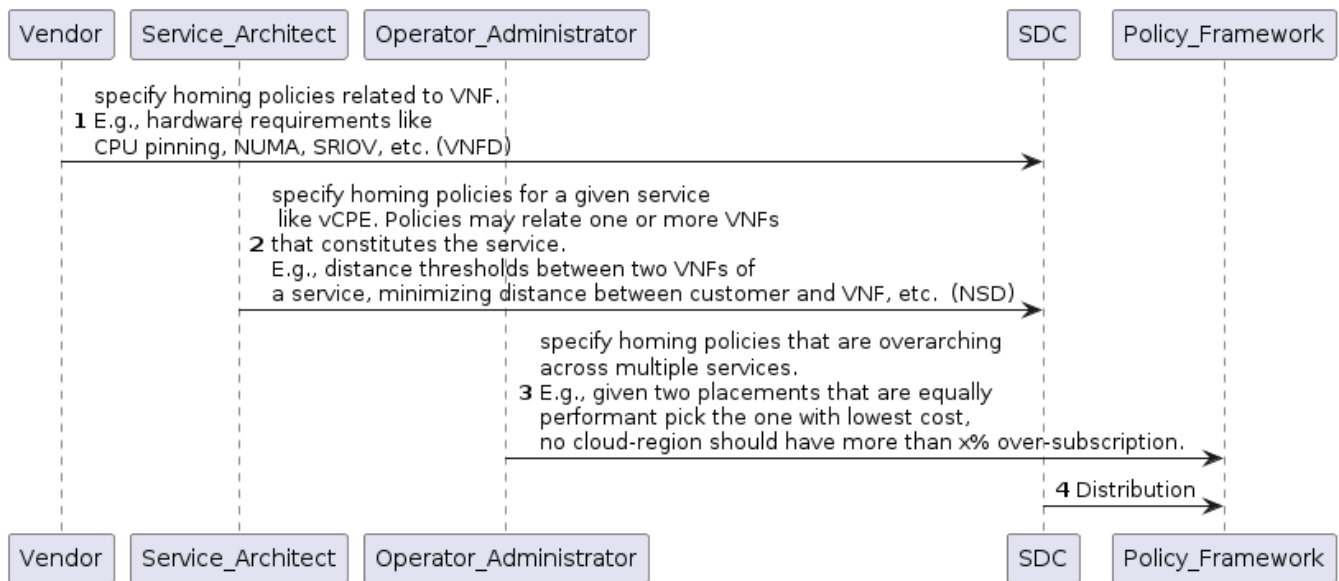 Vendor Service_Architect Operator_Administrator SDC Policy_Framework
specify homing policies related to VNF.
1 E.g., hardware requirements like
CPU pinning, NUMA, SRIOV, etc. (VNFD)
specify homing policies for a given service
like vCPE. Policies may relate one or more VNFs
2 that constitutes the service.
E.g., distance thresholds between two VNFs of
a service, minimizing distance between customer and VNF, etc. (NSD)
specify homing policies that are overarching
across multiple services.
3 E.g., given two placements that are equally
performant pick the one with lowest cost,
no cloud-region should have more than x% over-subscription.
4 Distribution
Vendor Service_Architect Operator_Administrator SDC Policy_Framework